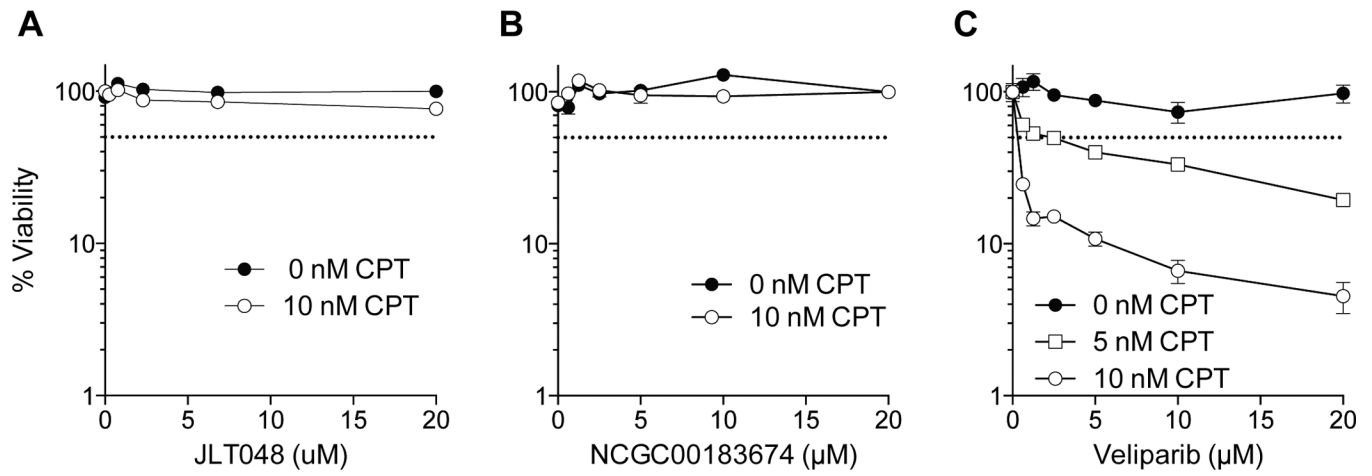 A
B
C
% Viability
100
10
1
0 nM CPT
10 nM CPT
0 5 10 15 20
JLT048 (uM)
100
10
1
0 nM CPT
10 nM CPT
0 5 10 15 20
NCGC00183674 (µM)
100
10
1
0 nM CPT
5 nM CPT
10 nM CPT
0 5 10 15 20
Veliparib (µM)